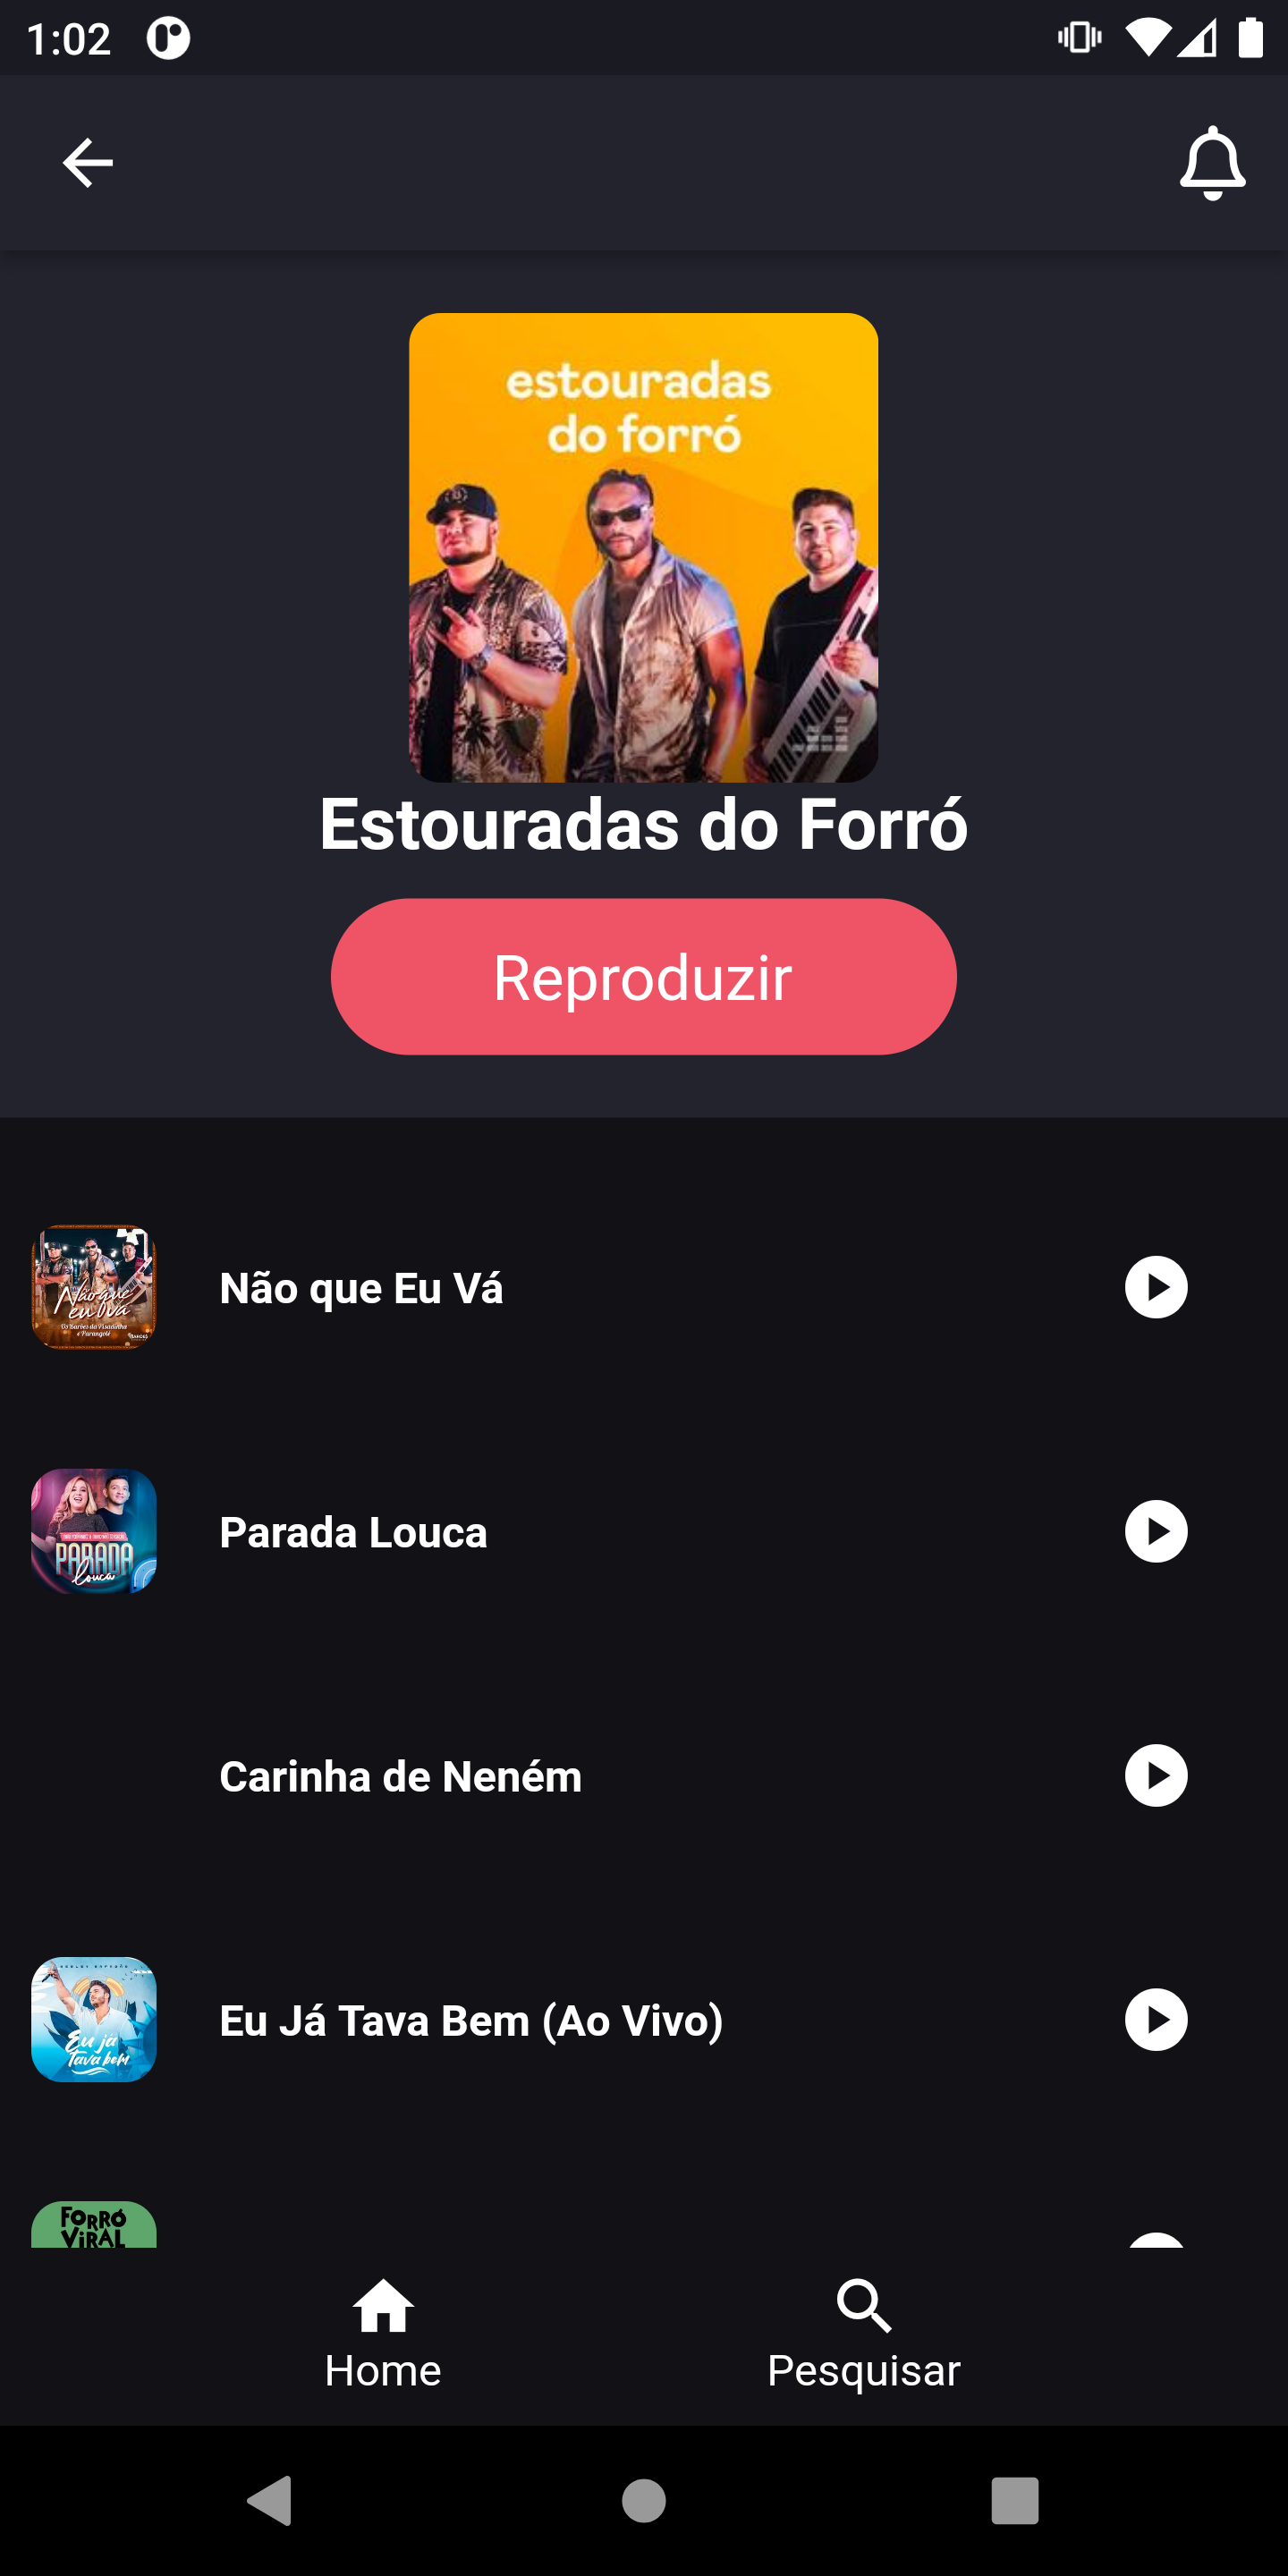 1:02
estouradas
do forró
Estouradas do Forró
Reproduzir
Não que
eu vá
Os Barões da Pisadinha
e Parangolé
Não que Eu Vá
PARADA
Louca
Parada Louca
Carinha de Neném
Eu já
Tava bem
Eu Já Tava Bem (Ao Vivo)
FORRÓ
VIRAL
Home
Pesquisar